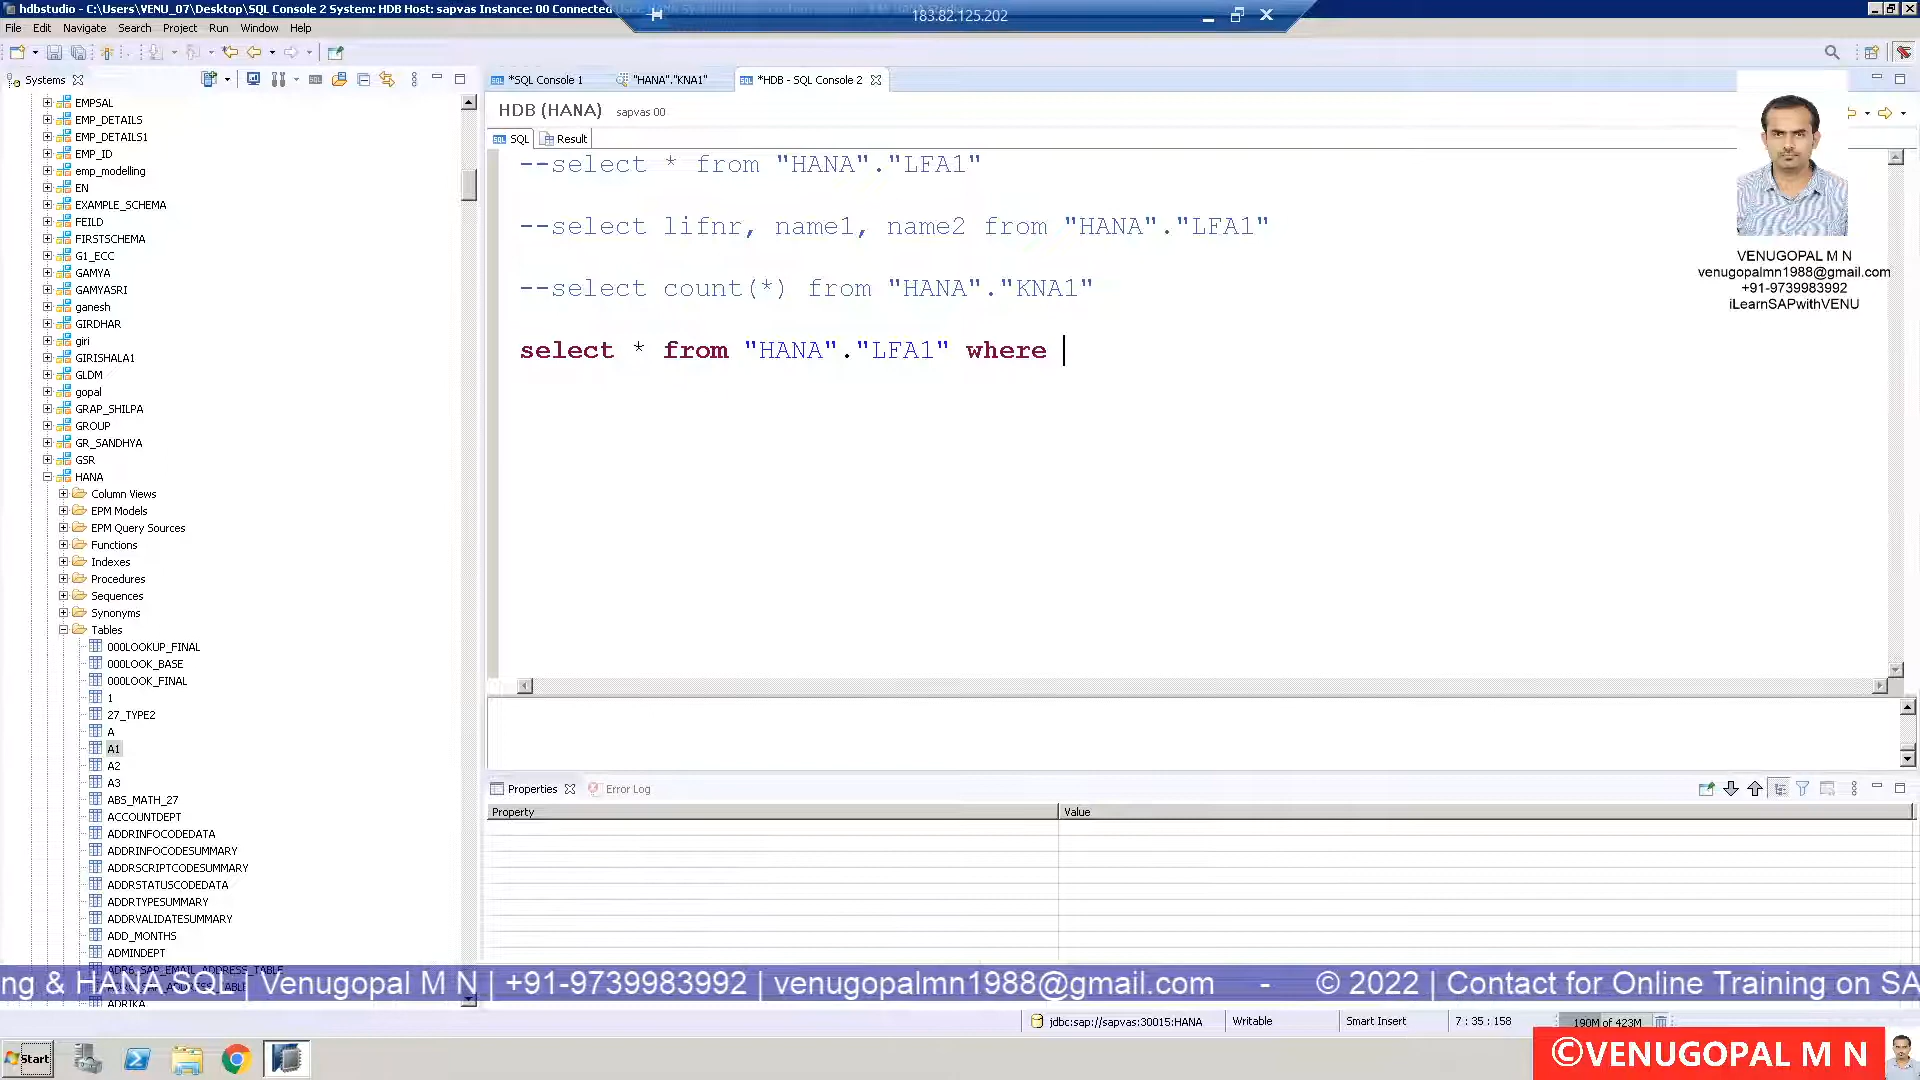 hdbstudio - C:\Users\VENU_07\Desktop\SQL Console 2 System: HDB Host: sapvas Instance: 00 Connected
183.82.125.202
File Edit Navigate Search Project Run Window Help
Systems
*SQL Console 1
"HANA"."KNA1"
*HDB - SQL Console 2
HDB (HANA) sapvas 00
SQL Result
--select * from "HANA"."LFA1"
--select lifnr, name1, name2 from "HANA"."LFA1"
--select count(*) from "HANA"."KNA1"
select * from "HANA"."LFA1" where
VENUGOPAL M N
venugopalmn1988@gmail.com
+91-9739983992
iLearnSAPwithVENU
EMPSAL
EMP_DETAILS
EMP_DETAILS1
EMP_ID
emp_modelling
EN
EXAMPLE_SCHEMA
FEILD
FIRSTSCHEMA
G1_ECC
GAMYA
GAMYASRI
ganesh
GIRDHAR
giri
GIRISHALA1
GLDM
gopal
GRAP_SHILPA
GROUP
GR_SANDHYA
GSR
HANA
Column Views
EPM Models
EPM Query Sources
Functions
Indexes
Procedures
Sequences
Synonyms
Tables
000LOOKUP_FINAL
000LOOK_BASE
000LOOK_FINAL
1
27_TYPE2
A
A1
A2
A3
ABS_MATH_27
ACCOUNTDEPT
ADDRINFOCODEDATA
ADDRINFOCODESUMMARY
ADDRSCRIPTCODESUMMARY
ADDRSTATUSCODEDATA
ADDRTYPESUMMARY
ADDRVALIDATESUMMARY
ADD_MONTHS
ADMINDEPT
ADR6_SAP_EMAIL_ADDRESS_TABLE
ADRIKA
Properties Error Log
Property Value
ng & HANA SQL | Venugopal M N | +91-9739983992 | venugopalmn1988@gmail.com - © 2022 | Contact for Online Training on SA
jdbc:sap://sapvas:30015:HANA Writable Smart Insert 7 : 35 : 158 190M of 423M
Start
©VENUGOPAL M N